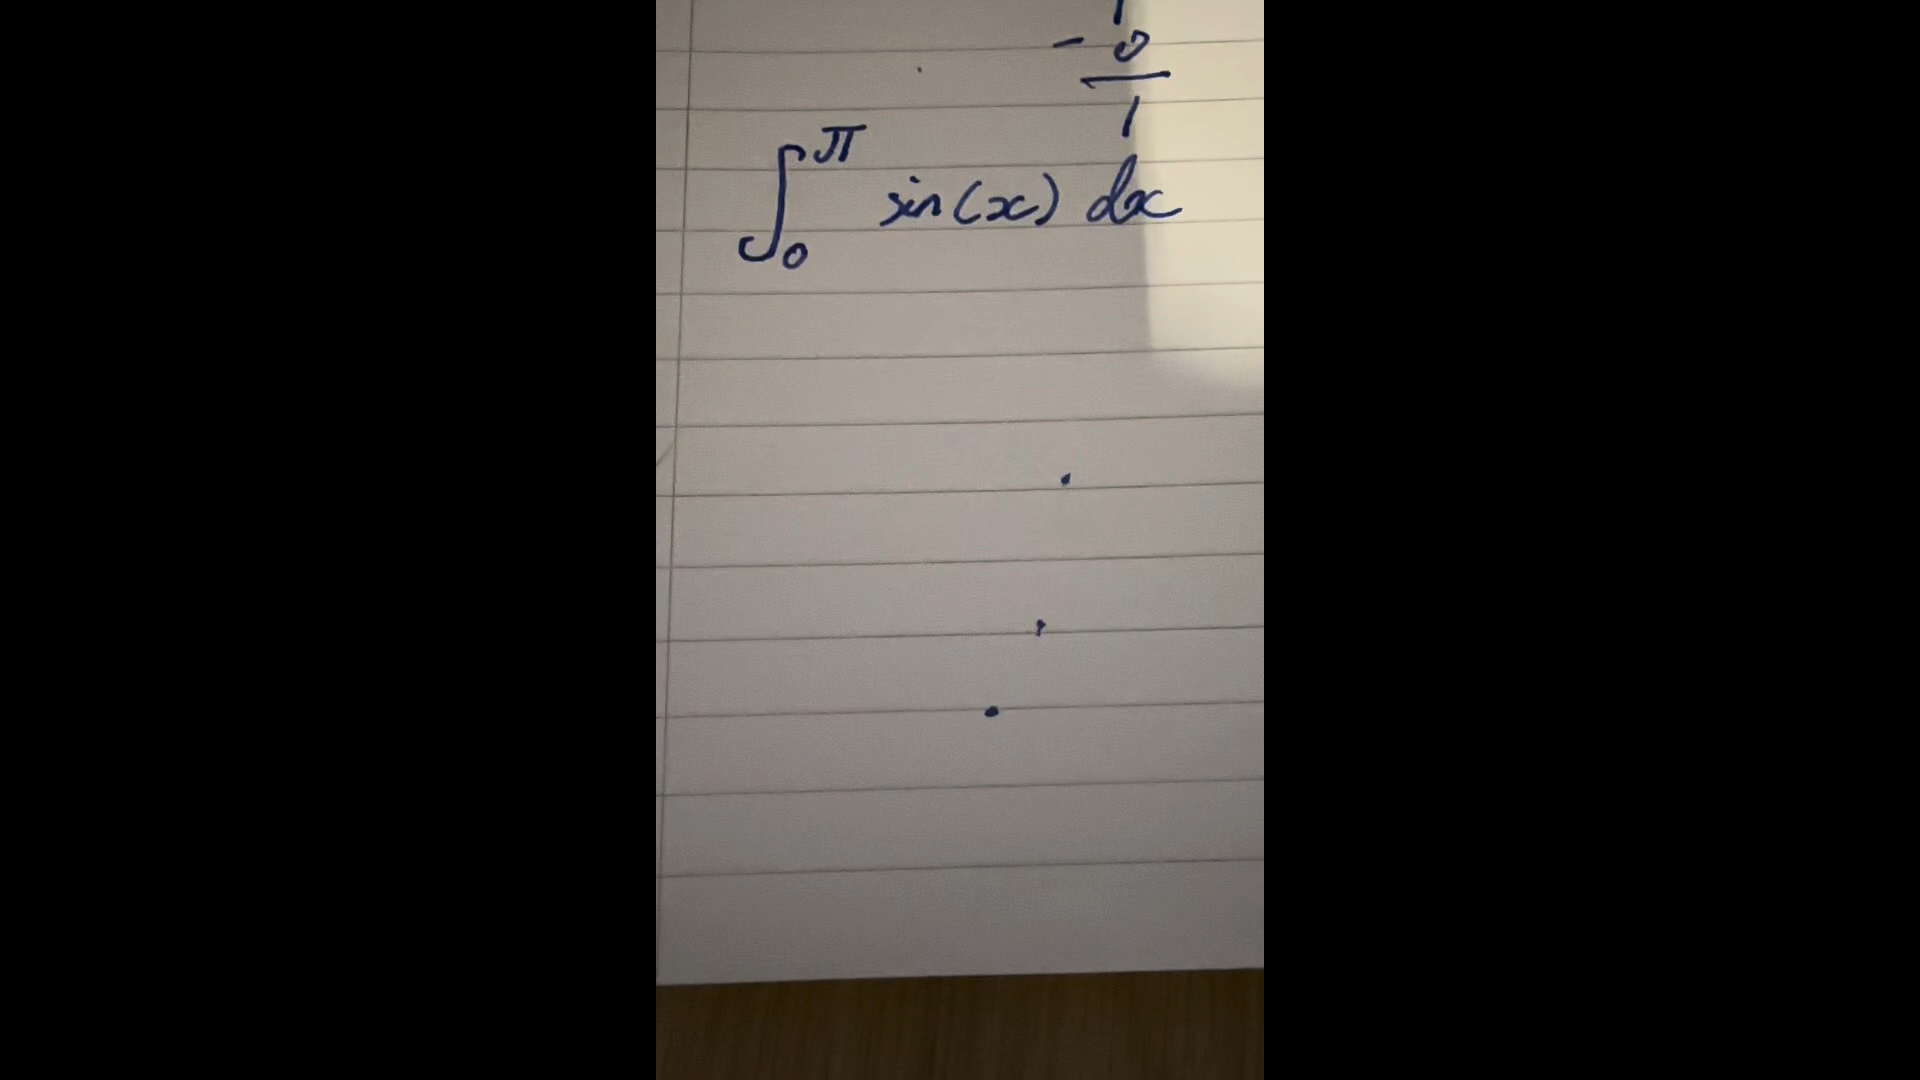 - 0
1
∫₀^π sin(x) dx